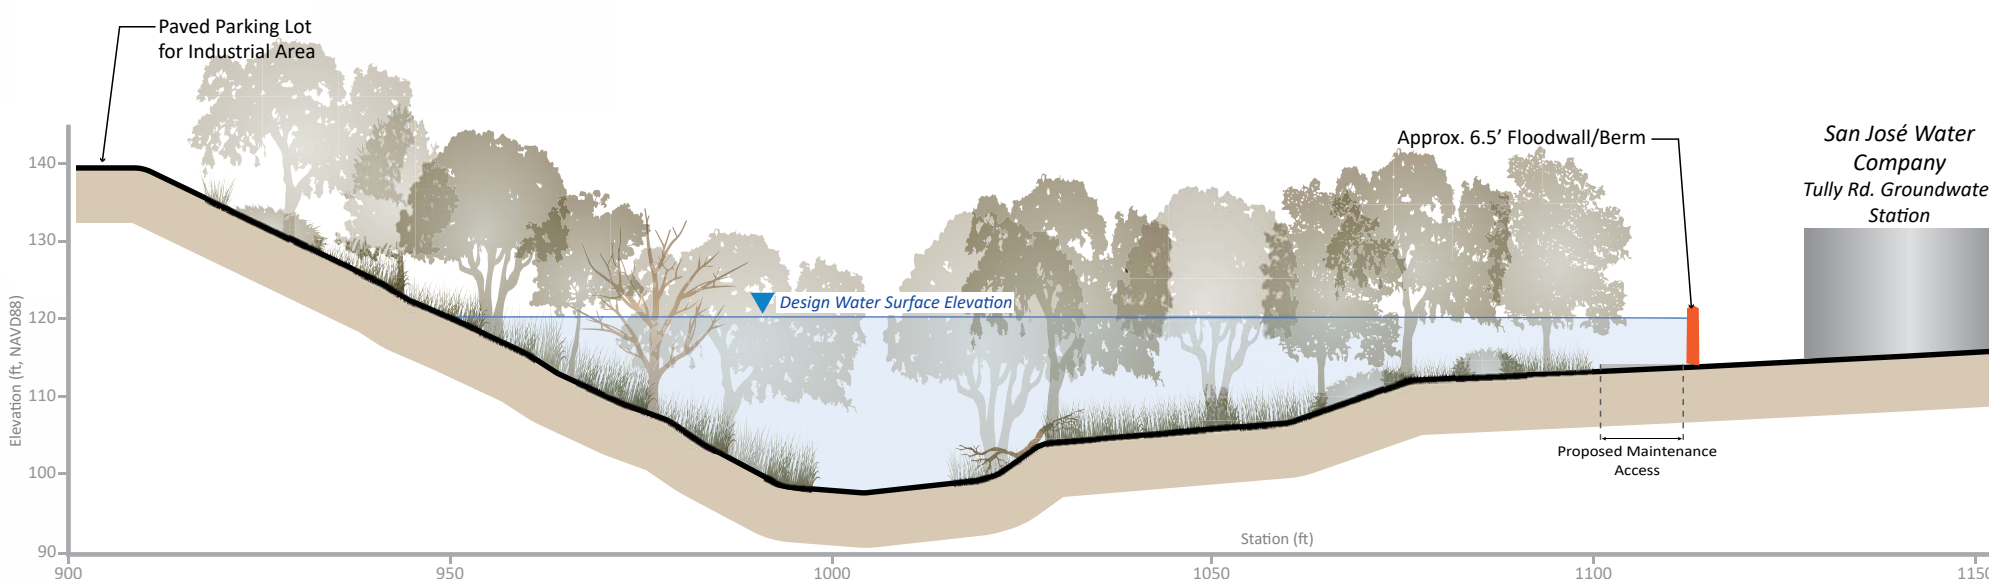 Paved Parking Lot
for Industrial Area
Approx. 6.5’ Floodwall/Berm
San José Water
Company
Tully Rd. Groundwate
Station
Design Water Surface Elevation
Elevation (ft, NAVD88)
140
130
120
110
100
90
Proposed Maintenance
Access
Station (ft)
900
950
1000
1050
1100
1150